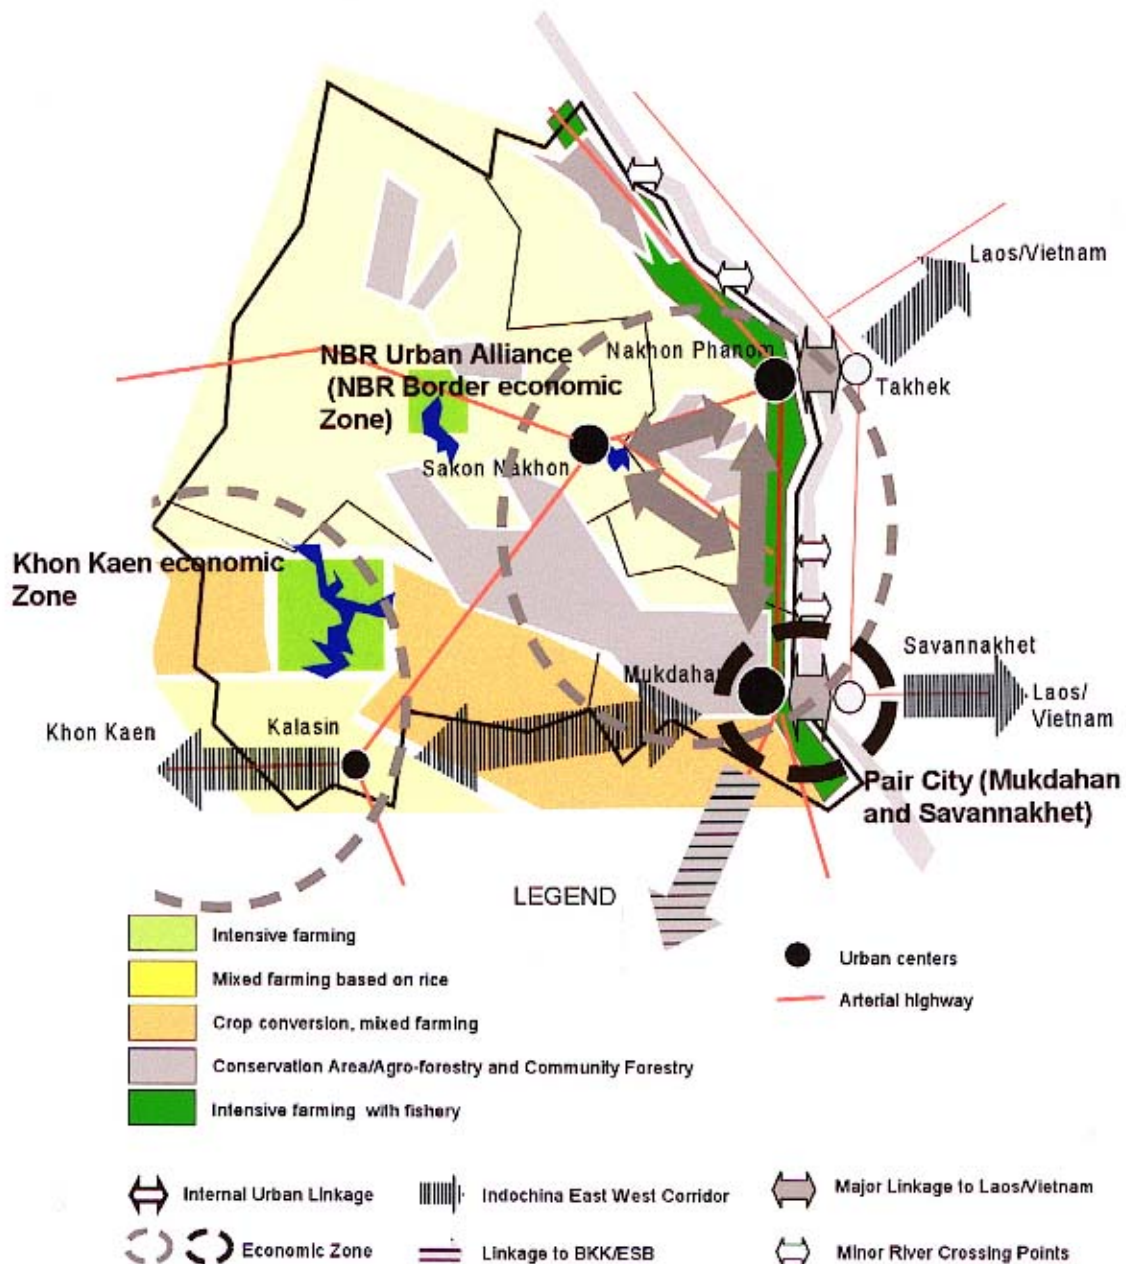 Laos/Vietnam
NBR Urban Alliance
(NBR Border economic
Zone)
Nakhon Phanom
Takhek
Sakon Nakhon
Khon Kaen economic
Zone
Mukdahan
Savannakhet
Laos/
Vietnam
Khon Kaen
Kalasin
Pair City (Mukdahan
and Savannakhet)
LEGEND
Intensive farming
Mixed farming based on rice
Crop conversion, mixed farming
Conservation Area/Agro-forestry and Community Forestry
Intensive farming with fishery
Urban centers
Arterial highway
Internal Urban Linkage
Indochina East West Corridor
Major Linkage to Laos/Vietnam
Economic Zone
Linkage to BKK/ESB
Minor River Crossing Points